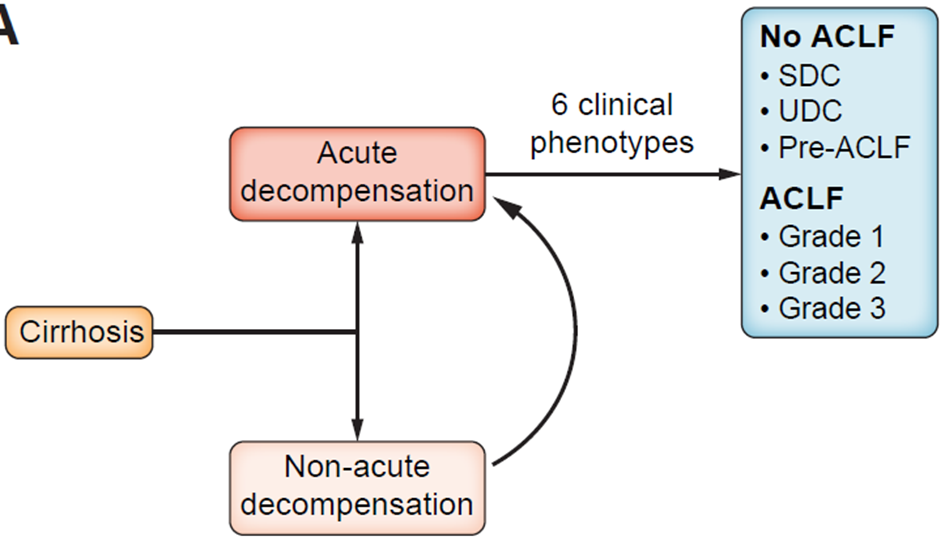 A
No ACLF
• SDC
• UDC
• Pre-ACLF
ACLF
• Grade 1
• Grade 2
• Grade 3
6 clinical
phenotypes
Acute
decompensation
Cirrhosis
Non-acute
decompensation